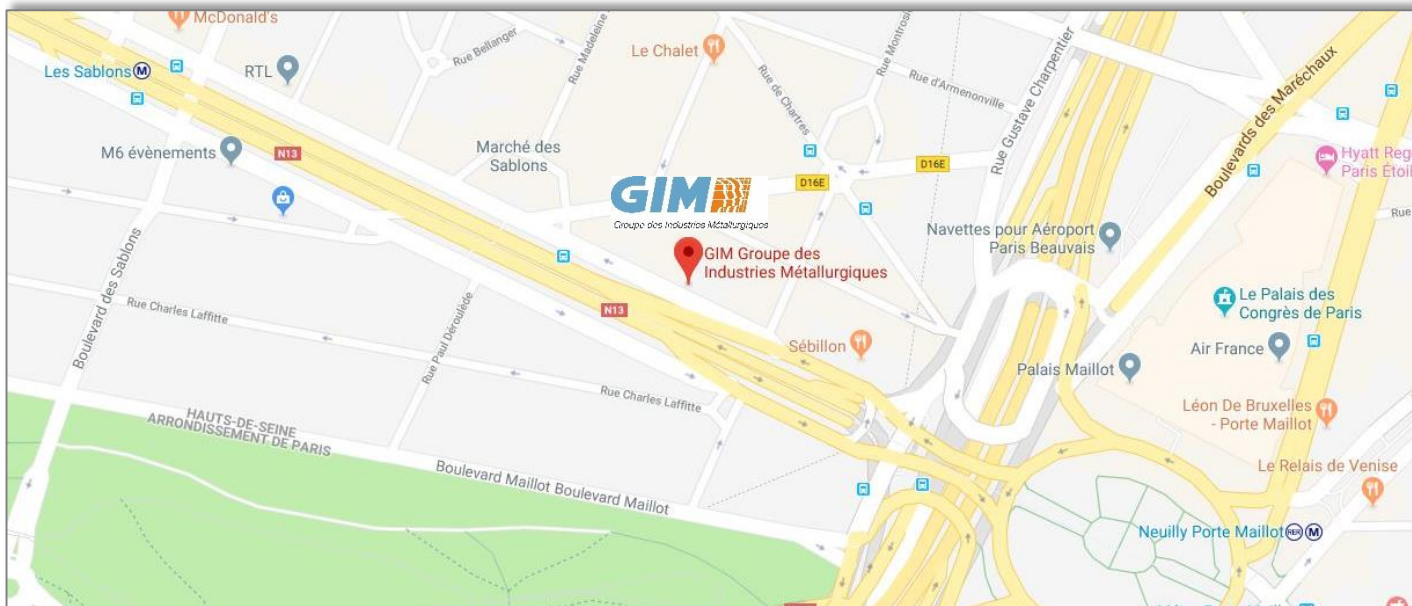 McDonald's
Les Sablons
M
RTL
Rue Bellanger
Rue Madeleine
Le Chalet
Rue de Chartres
Rue d'Armenonville
Rue Gustave Charpentier
Boulevards des Maréchaux
M6 évènements
N13
Marché des
Sablons
D16E
D16E
Hyatt
Paris
GIM
Groupe des Industries Métallurgiques
GIM Groupe des
Industries Métallurgiques
Navettes pour Aéroport
Paris Beauvais
Rue
Boulevard des Sablons
Rue Charles Laffitte
Rue Paul Déroulède
N13
Le Palais des
Congrès de Paris
Sébillon
Air France
Palais Maillot
Rue Charles Laffitte
Léon De Bruxelles
- Porte Maillot
HAUTS-DE-SEINE
ARRONDISSEMENT DE PARIS
Boulevard Maillot Boulevard Maillot
Le Relais de Venise
Neuilly Porte Maillot
RER
M